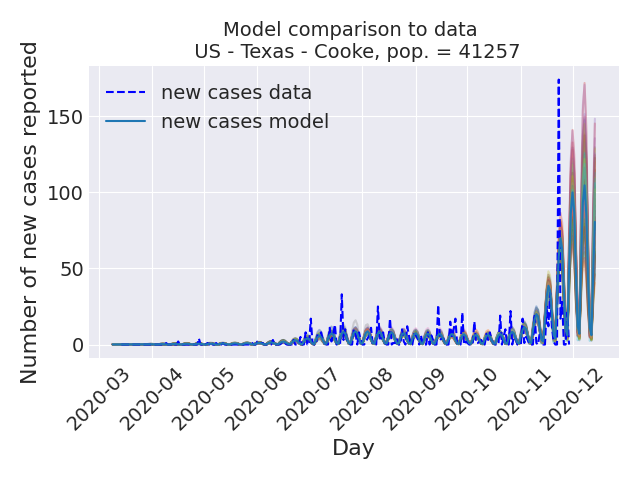 Model comparison to data
US - Texas - Cooke, pop. = 41257
Number of new cases reported
new cases data
new cases model
150
100
50
0
2020-03
2020-04
2020-05
2020-06
2020-07
2020-08
2020-09
2020-10
2020-11
2020-12
Day